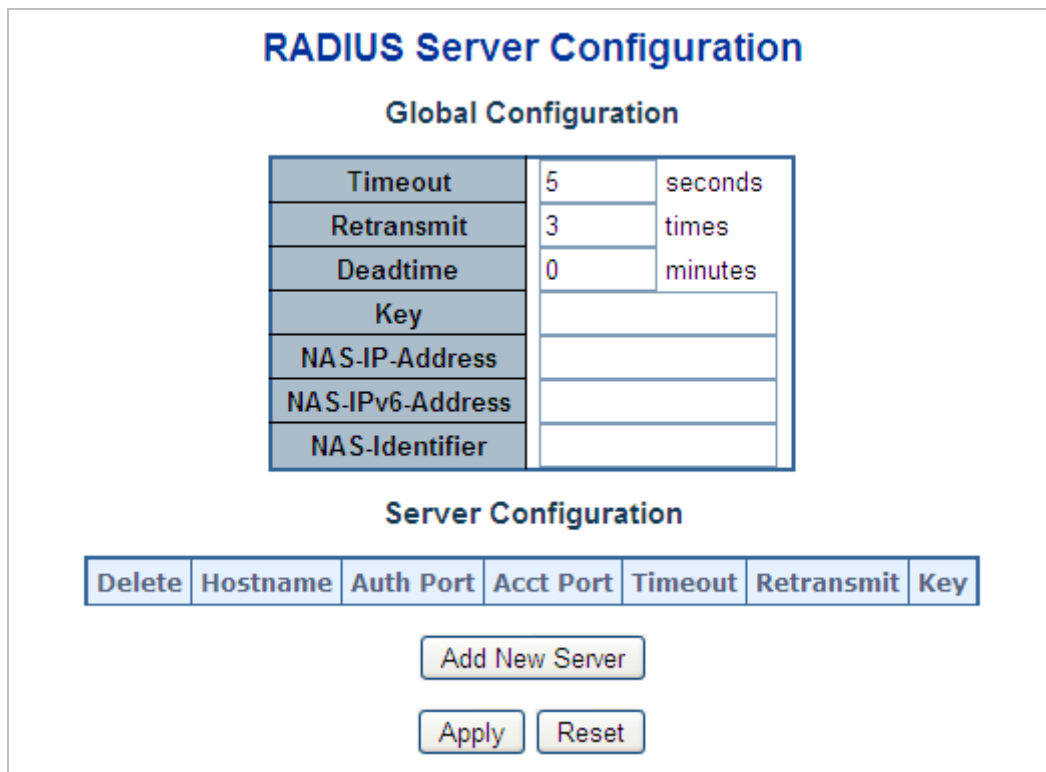 RADIUS Server Configuration
Global Configuration
Timeout 5 seconds
Retransmit 3 times
Deadtime 0 minutes
Key
NAS-IP-Address
NAS-IPv6-Address
NAS-Identifier
Server Configuration
Delete Hostname Auth Port Acct Port Timeout Retransmit Key
Add New Server
Apply Reset